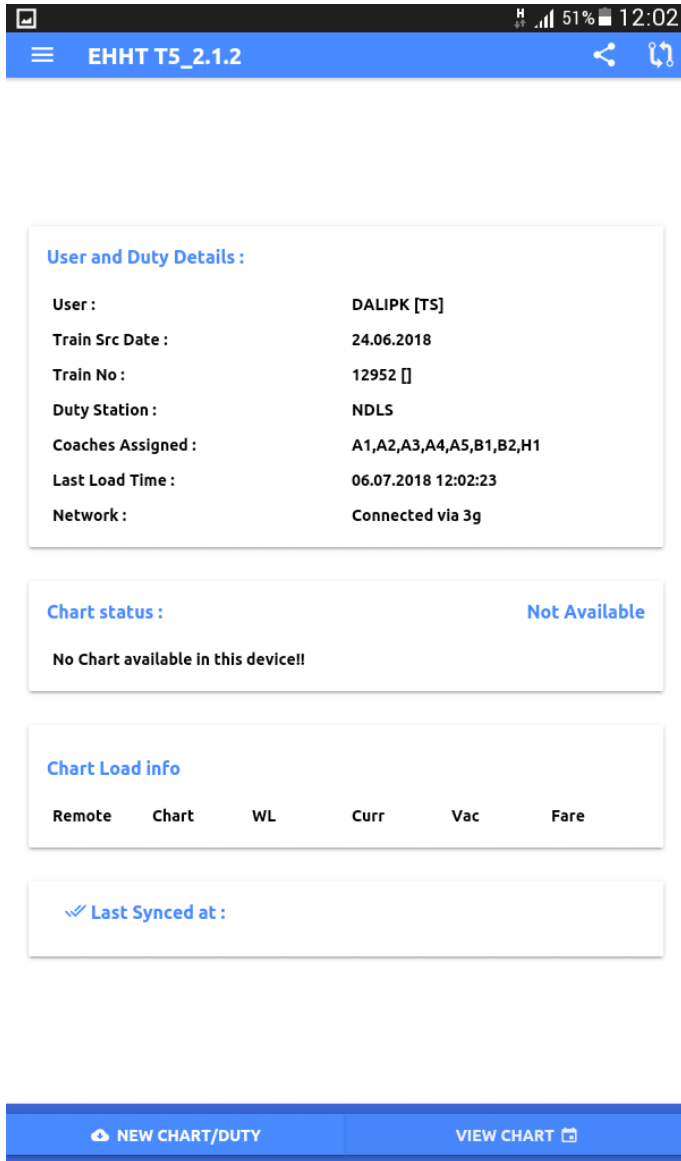 H 51% 12:02
EHHT T5_2.1.2
User and Duty Details :
User : DALIPK [TS]
Train Src Date : 24.06.2018
Train No : 12952 []
Duty Station : NDLS
Coaches Assigned : A1,A2,A3,A4,A5,B1,B2,H1
Last Load Time : 06.07.2018 12:02:23
Network : Connected via 3g
Chart status : Not Available
No Chart available in this device!!
Chart Load info
Remote Chart WL Curr Vac Fare
Last Synced at :
NEW CHART/DUTY VIEW CHART